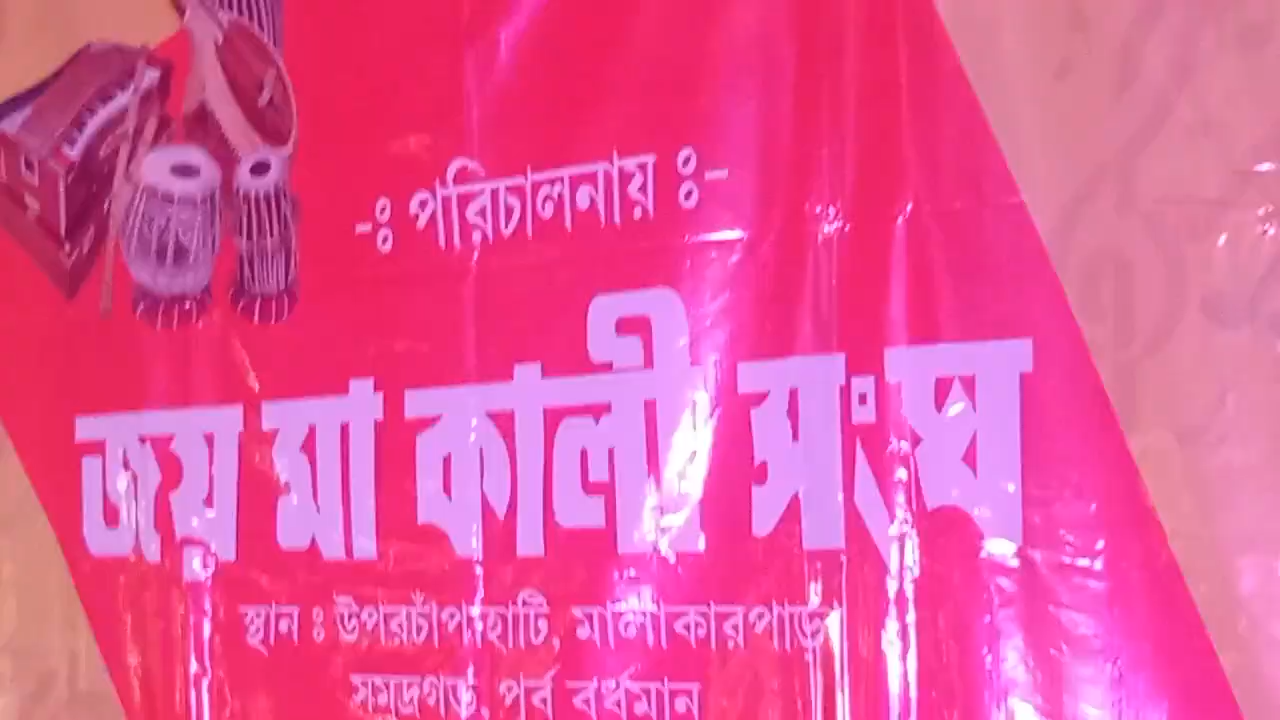 -ঃ পরিচালনায় ঃ-
জয় মা কালী সংঘ
স্থান ঃ উপরচাঁপাহাটি, মালাকারপাড়া
সমুদ্রগড়, পূর্ব বর্ধমান